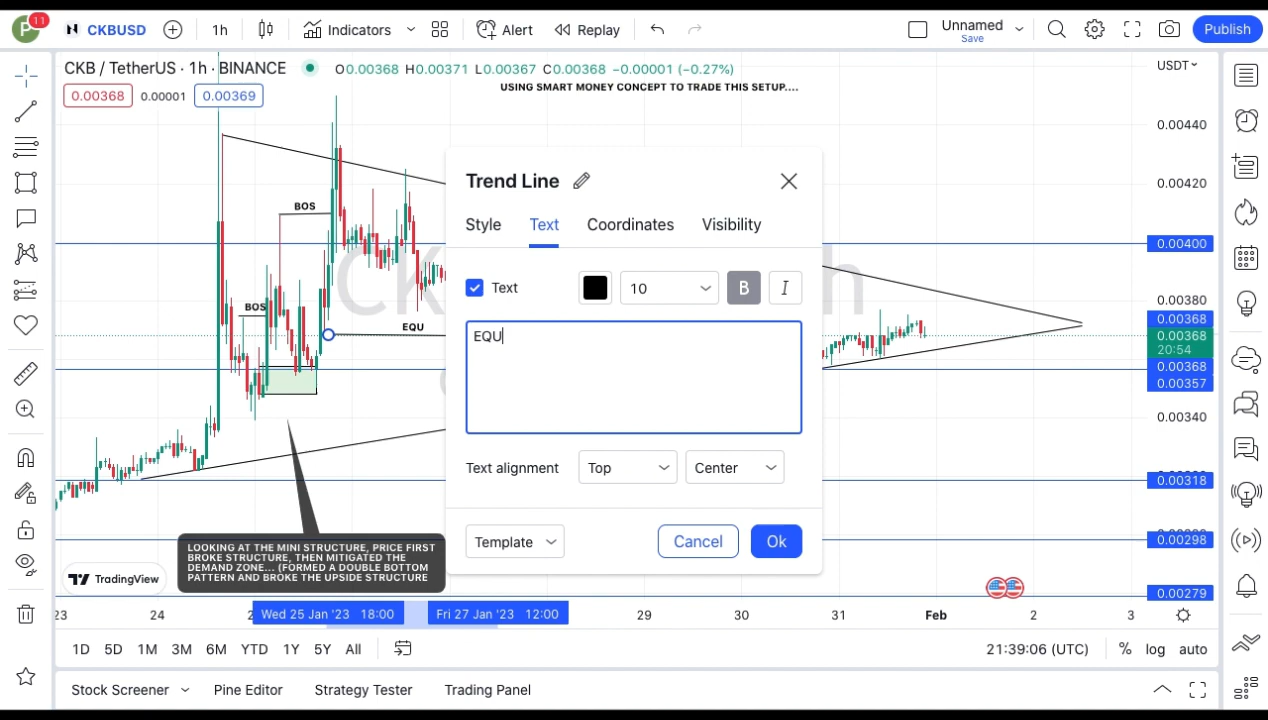 P 11 CKBUSD 1h Indicators Alert Replay Unnamed Save Publish
CKB / TetherUS · 1h · BINANCE O0.00368 H0.00371 L0.00367 C0.00368 −0.00001 (−0.27%) USDT
0.00368 0.00001 0.00369
USING SMART MONEY CONCEPT TO TRADE THIS SETUP....
0.00440
0.00420
0.00400
0.00380
0.00368
0.00368
20:54
0.00368
0.00357
0.00340
0.00318
0.00298
0.00279
BOS
BOS
EQU
Trend Line
Style Text Coordinates Visibility
Text 10 B I
EQU
Text alignment Top Center
Template Cancel Ok
LOOKING AT THE MINI STRUCTURE, PRICE FIRST
BROKE STRUCTURE, THEN MITIGATED THE
DEMAND ZONE... (FORMED A DOUBLE BOTTOM
PATTERN AND BROKE THE UPSIDE STRUCTURE
TradingView
23 24 2 Wed 25 Jan '23 18:00 Fri 27 Jan '23 12:00 29 30 31 Feb 2 3
1D 5D 1M 3M 6M YTD 1Y 5Y All 21:39:06 (UTC) % log auto
Stock Screener Pine Editor Strategy Tester Trading Panel